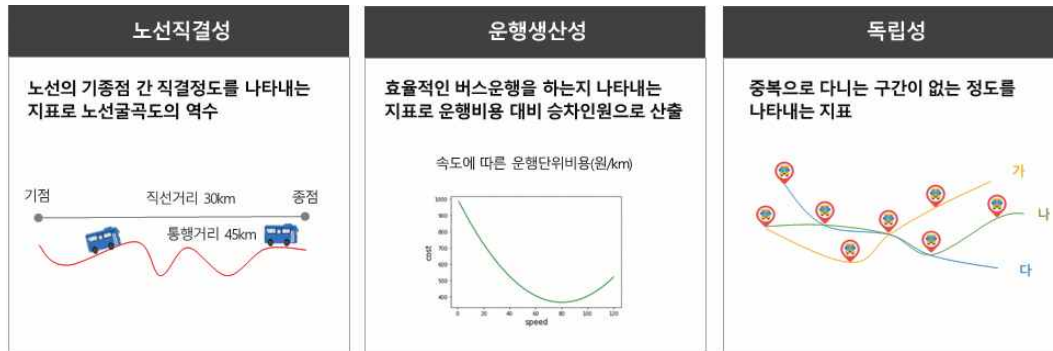 노선직결성
노선의 기종점 간 직결정도를 나타내는
지표로 노선굴곡도의 역수
기점
직선거리 30km
종점
통행거리 45km
운행생산성
효율적인 버스운행을 하는지 나타내는
지표로 운행비용 대비 승차인원으로 산출
속도에 따른 운행단위비용(원/km)
1000
900
800
700
600
500
400
cost
0 20 40 60 80 100 120
speed
독립성
중복으로 다니는 구간이 없는 정도를
나타내는 지표
가
나
다